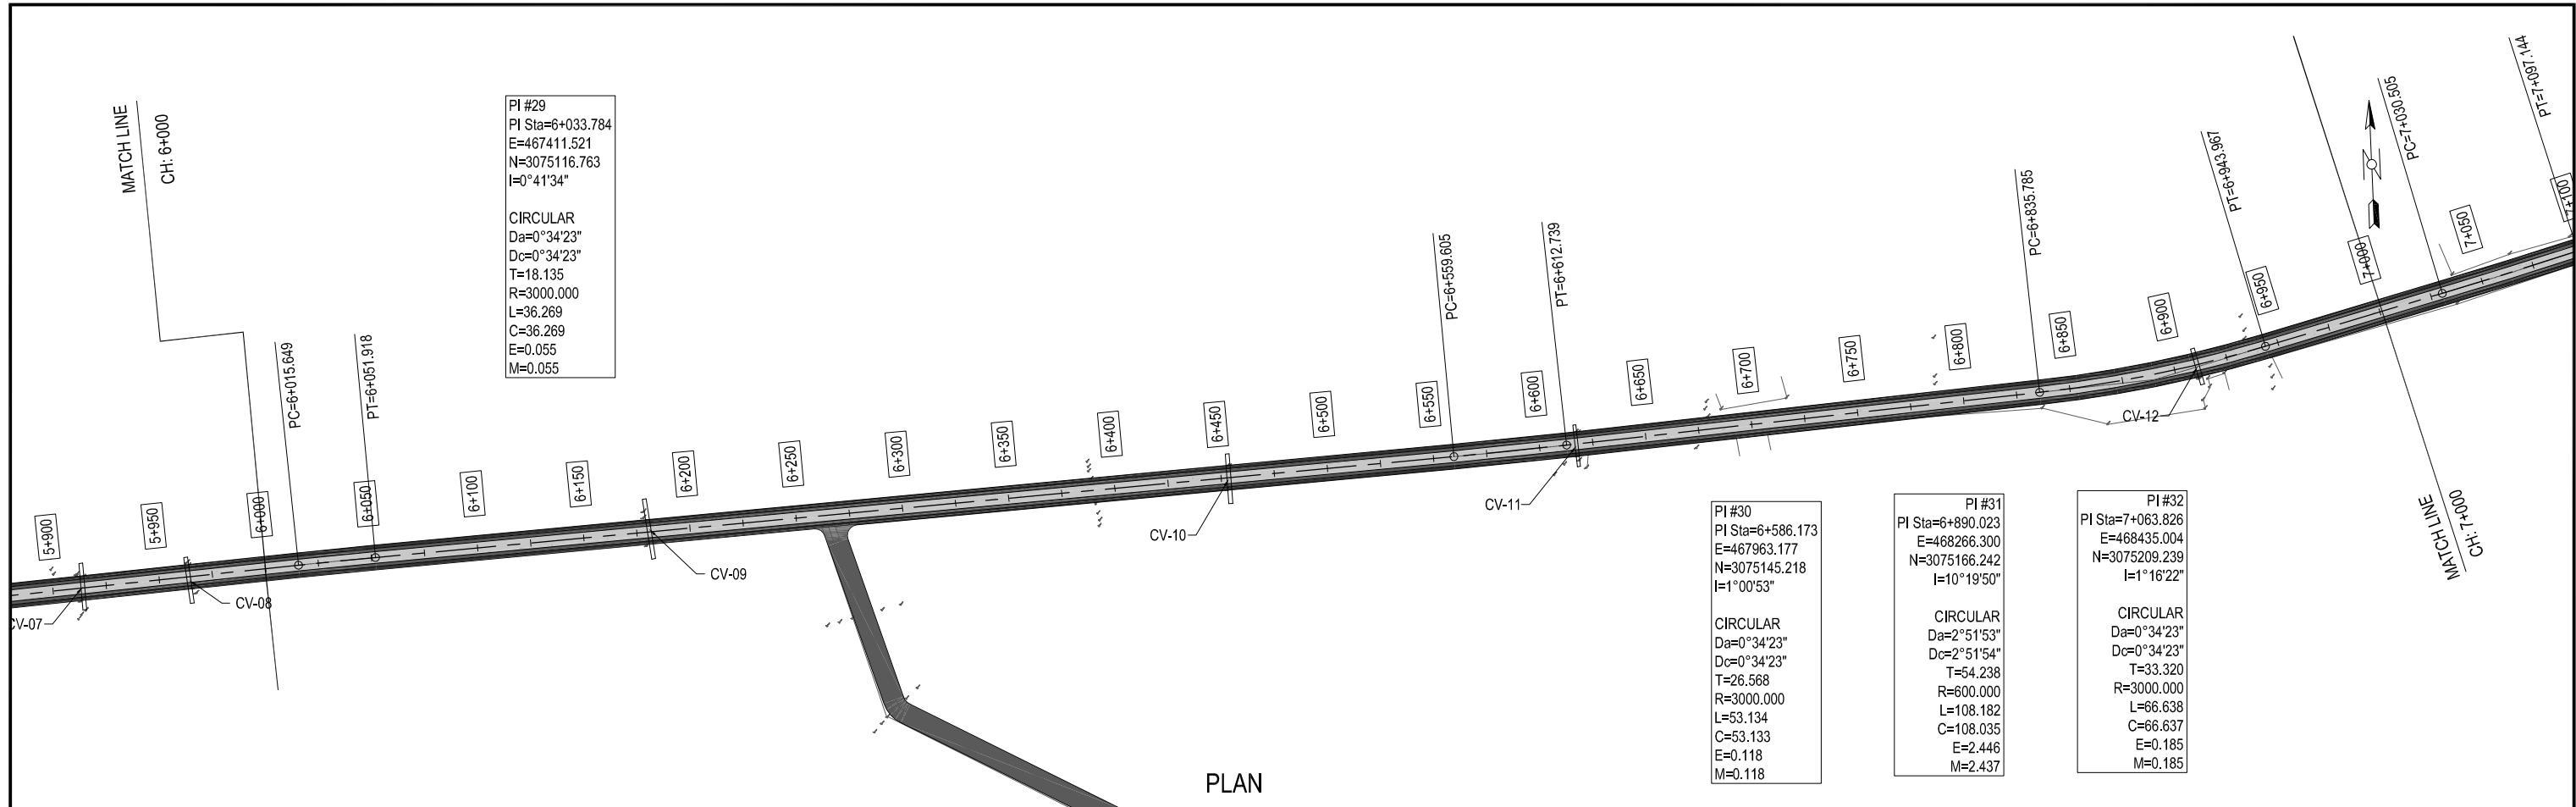 MATCH LINE
CH: 6+000
PI #29
PI Sta=6+033.784
E=467411.521
N=3075116.763
I=0°41'34"
CIRCULAR
Da=0°34'23"
Dc=0°34'23"
T=18.135
R=3000.000
L=36.269
C=36.269
E=0.055
M=0.055
PC=6+015.649
PT=6+051.918
PC=6+559.605
PT=6+612.739
PC=6+835.785
PT=6+943.967
PC=7+030.505
PT=7+097.144
N
5+900
5+950
6+000
6+050
6+100
6+150
6+200
6+250
6+300
6+350
6+400
6+450
6+500
6+550
6+600
6+650
6+700
6+750
6+800
6+850
6+900
6+950
7+000
7+050
7+100
CV-07
CV-08
CV-09
CV-10
CV-11
CV-12
PI #30
PI Sta=6+586.173
E=467963.177
N=3075145.218
I=1°00'53"
CIRCULAR
Da=0°34'23"
Dc=0°34'23"
T=26.568
R=3000.000
L=53.134
C=53.133
E=0.118
M=0.118
PI #31
PI Sta=6+890.023
E=468266.300
N=3075166.242
I=10°19'50"
CIRCULAR
Da=2°51'53"
Dc=2°51'54"
T=54.238
R=600.000
L=108.182
C=108.035
E=2.446
M=2.437
PI #32
PI Sta=7+063.826
E=468435.004
N=3075209.239
I=1°16'22"
CIRCULAR
Da=0°34'23"
Dc=0°34'23"
T=33.320
R=3000.000
L=66.638
C=66.637
E=0.185
M=0.185
MATCH LINE
CH: 7+000
PLAN